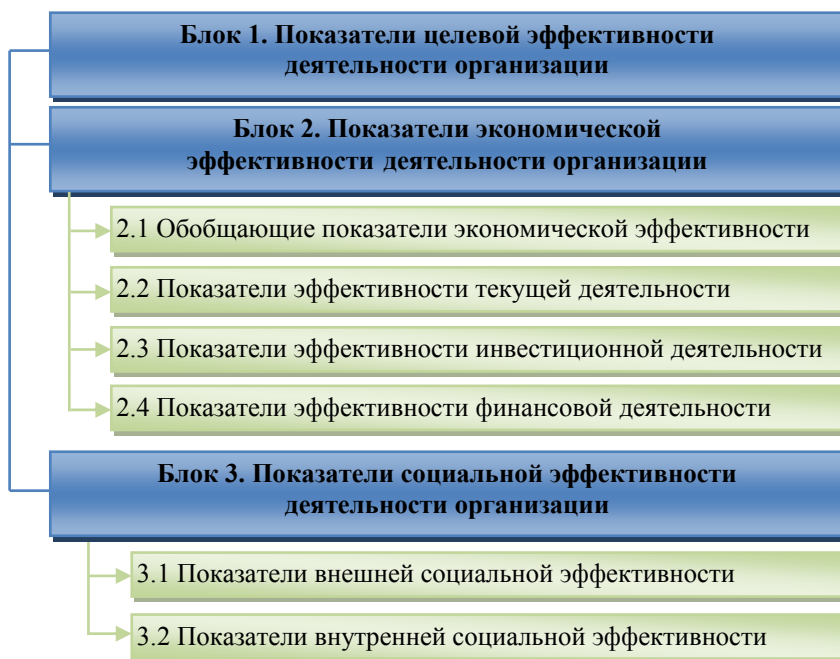 Блок 1. Показатели целевой эффективности
деятельности организации
Блок 2. Показатели экономической
эффективности деятельности организации
2.1 Обобщающие показатели экономической эффективности
2.2 Показатели эффективности текущей деятельности
2.3 Показатели эффективности инвестиционной деятельности
2.4 Показатели эффективности финансовой деятельности
Блок 3. Показатели социальной эффективности
деятельности организации
3.1 Показатели внешней социальной эффективности
3.2 Показатели внутренней социальной эффективности